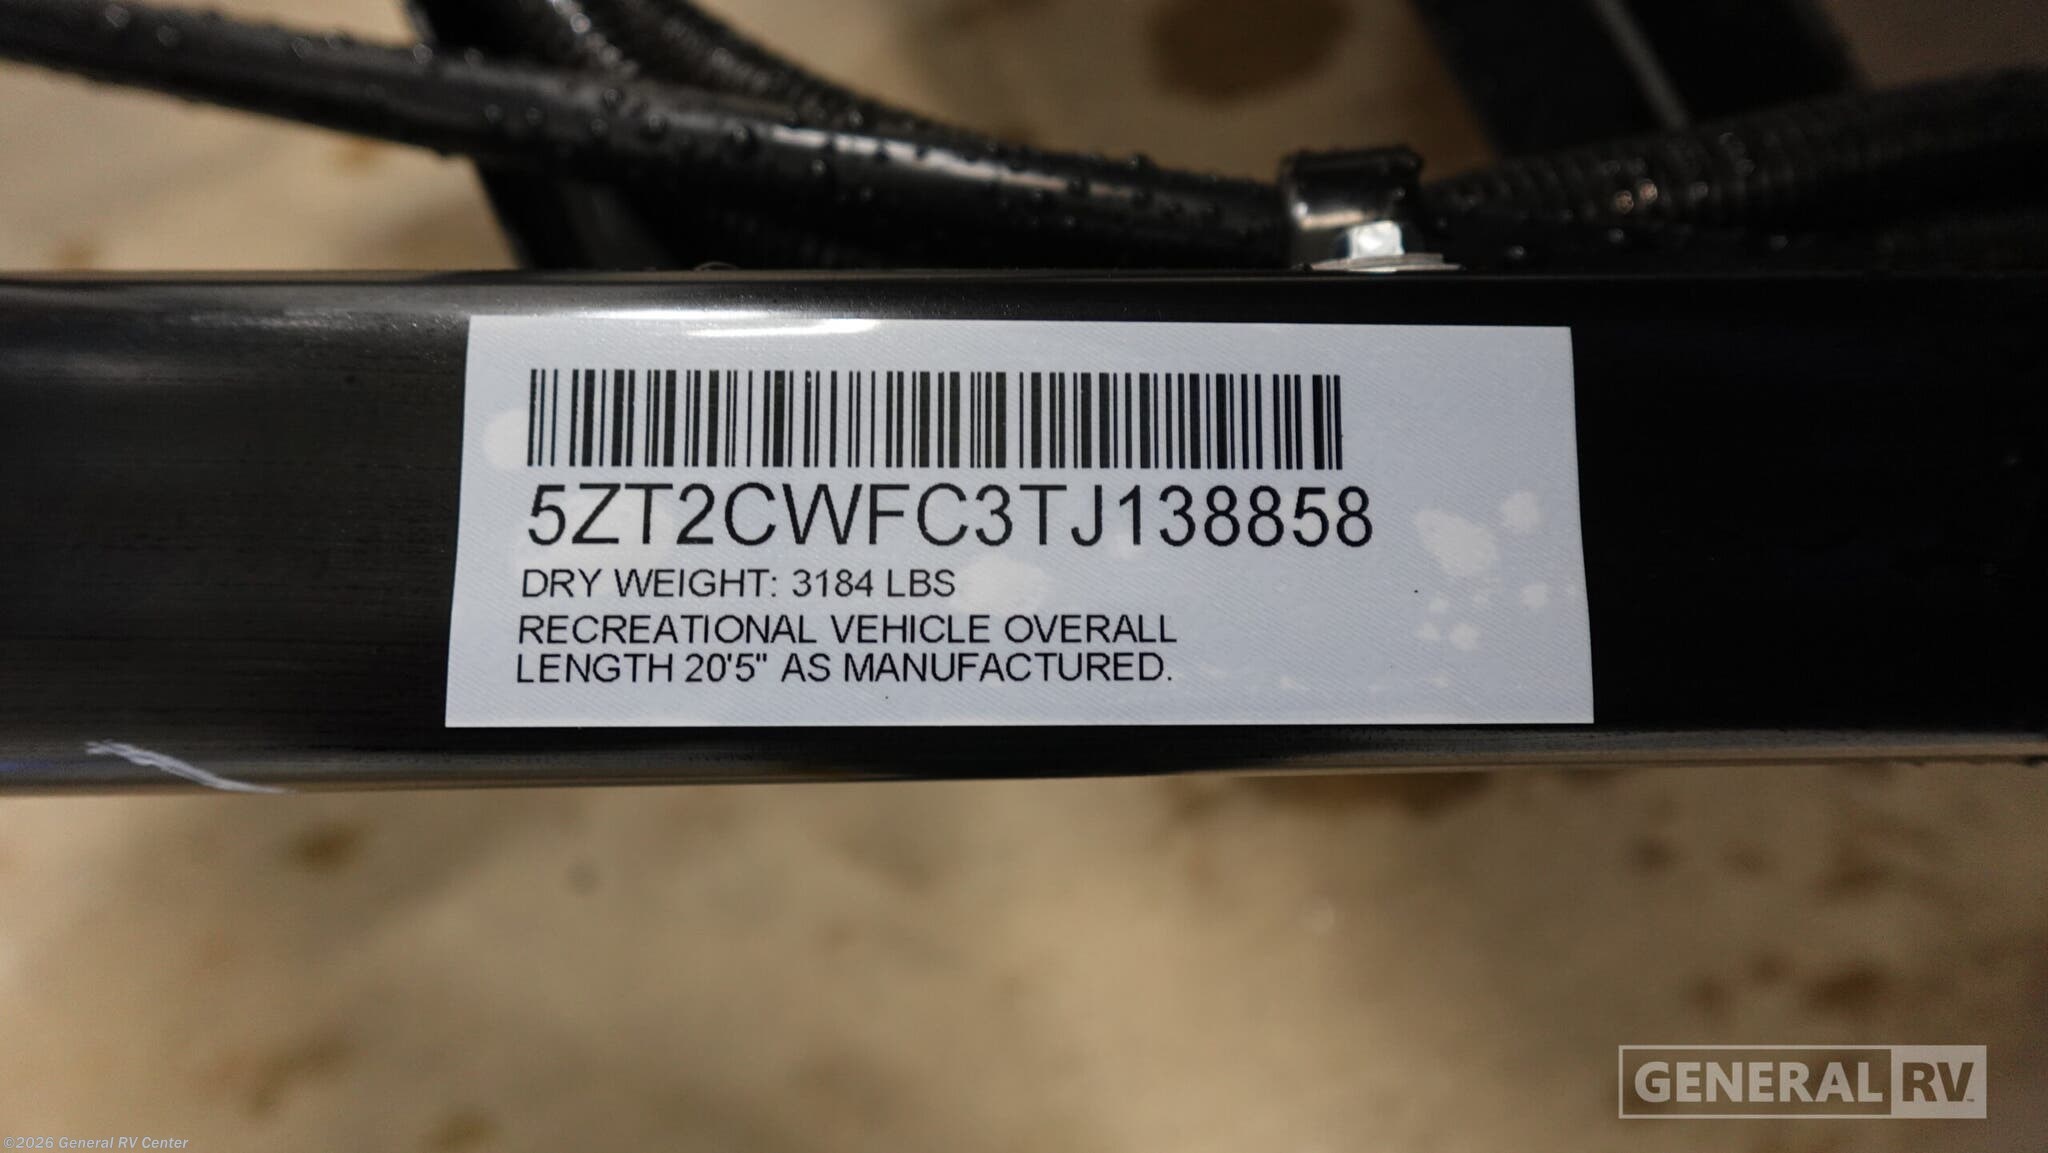 5ZT2CWFC3TJ138858
DRY WEIGHT: 3184 LBS
RECREATIONAL VEHICLE OVERALL
LENGTH 20'5" AS MANUFACTURED.
GENERAL RV
©2026 General RV Center